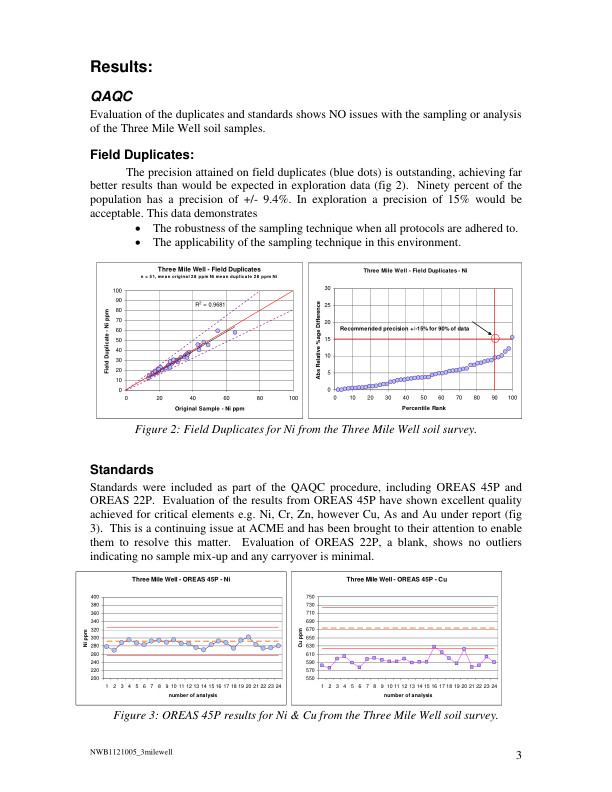 Results:
QAQC
Evaluation of the duplicates and standards shows NO issues with the sampling or analysis
of the Three Mile Well soil samples.
Field Duplicates:
The precision attained on field duplicates (blue dots) is outstanding, achieving far
better results than would be expected in exploration data (fig 2).  Ninety percent of the
population has a precision of +/- 9.4%. In exploration a precision of 15% would be
acceptable. This data demonstrates
• The robustness of the sampling technique when all protocols are adhered to.
• The applicability of the sampling technique in this environment.
Three Mile Well - Field Duplicates
n = 51, mean original 28 ppm Ni mean duplicate 28 ppm Ni
R² = 0.9681
Field Duplicate - Ni ppm
100
90
80
70
60
50
40
30
20
10
0
0 20 40 60 80 100
Original Sample - Ni ppm
Three Mile Well - Field Duplicates - Ni
Recommended precision +/-15% for 90% of data
Abs Relative %age Difference
30
25
20
15
10
5
0
0 10 20 30 40 50 60 70 80 90 100
Percentile Rank
Figure 2: Field Duplicates for Ni from the Three Mile Well soil survey.
Standards
Standards were included as part of the QAQC procedure, including OREAS 45P and
OREAS 22P.  Evaluation of the results from OREAS 45P have shown excellent quality
achieved for critical elements e.g. Ni, Cr, Zn, however Cu, As and Au under report (fig
3).  This is a continuing issue at ACME and has been brought to their attention to enable
them to resolve this matter.  Evaluation of OREAS 22P, a blank, shows no outliers
indicating no sample mix-up and any carryover is minimal.
Three Mile Well - OREAS 45P - Ni
Ni ppm
400
380
360
340
320
300
280
260
240
220
200
1 2 3 4 5 6 7 8 9 10 11 12 13 14 15 16 17 18 19 20 21 22 23 24
number of analysis
Three Mile Well - OREAS 45P - Cu
Cu ppm
750
730
710
690
670
650
630
610
590
570
550
1 2 3 4 5 6 7 8 9 10 11 12 13 14 15 16 17 18 19 20 21 22 23 24
number of analysis
Figure 3: OREAS 45P results for Ni & Cu from the Three Mile Well soil survey.
NWB1121005_3milewell
3